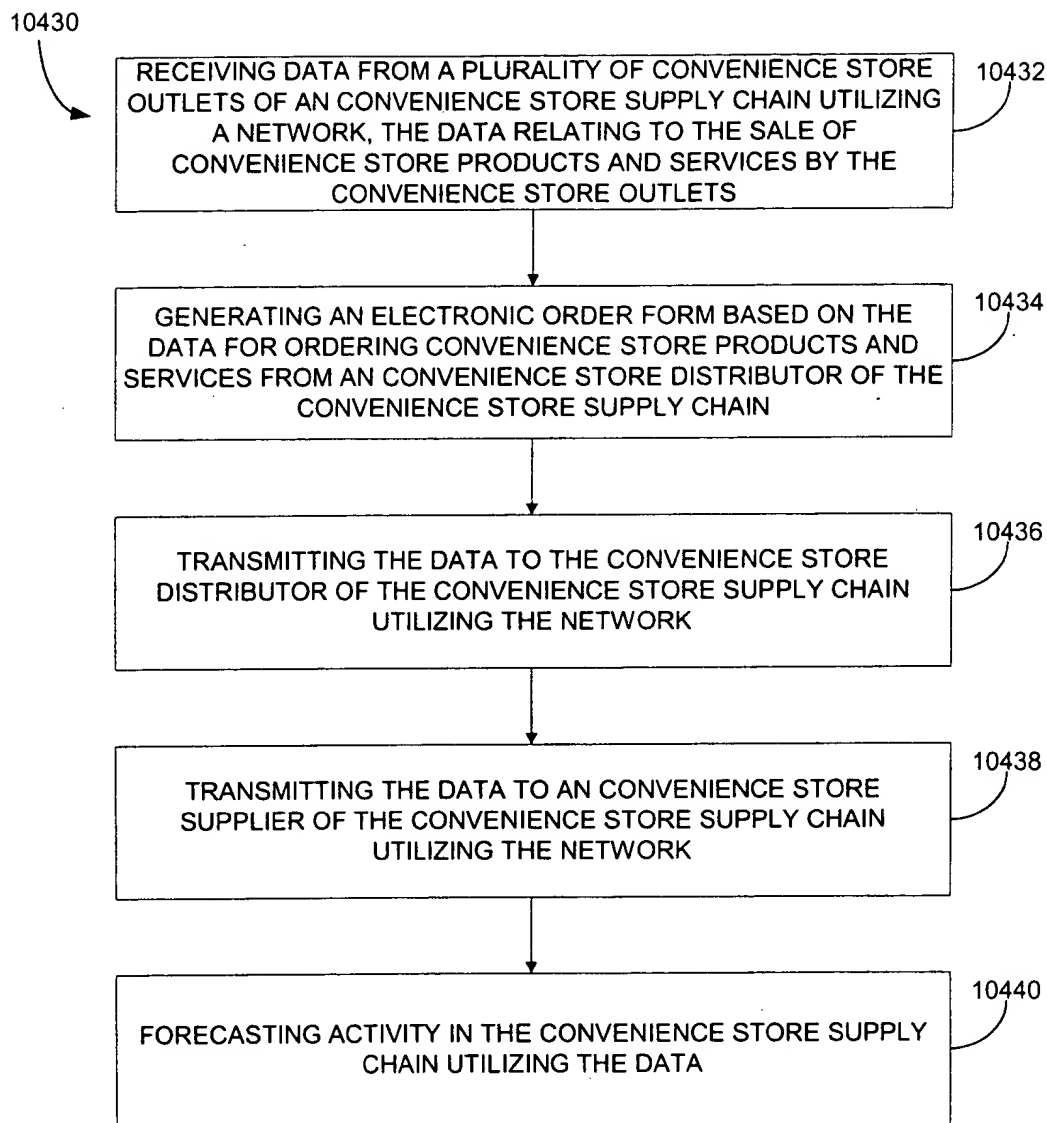 10430
RECEIVING DATA FROM A PLURALITY OF CONVENIENCE STORE
OUTLETS OF AN CONVENIENCE STORE SUPPLY CHAIN UTILIZING
A NETWORK, THE DATA RELATING TO THE SALE OF
CONVENIENCE STORE PRODUCTS AND SERVICES BY THE
CONVENIENCE STORE OUTLETS
10432
GENERATING AN ELECTRONIC ORDER FORM BASED ON THE
DATA FOR ORDERING CONVENIENCE STORE PRODUCTS AND
SERVICES FROM AN CONVENIENCE STORE DISTRIBUTOR OF THE
CONVENIENCE STORE SUPPLY CHAIN
10434
TRANSMITTING THE DATA TO THE CONVENIENCE STORE
DISTRIBUTOR OF THE CONVENIENCE STORE SUPPLY CHAIN
UTILIZING THE NETWORK
10436
TRANSMITTING THE DATA TO AN CONVENIENCE STORE
SUPPLIER OF THE CONVENIENCE STORE SUPPLY CHAIN
UTILIZING THE NETWORK
10438
FORECASTING ACTIVITY IN THE CONVENIENCE STORE SUPPLY
CHAIN UTILIZING THE DATA
10440